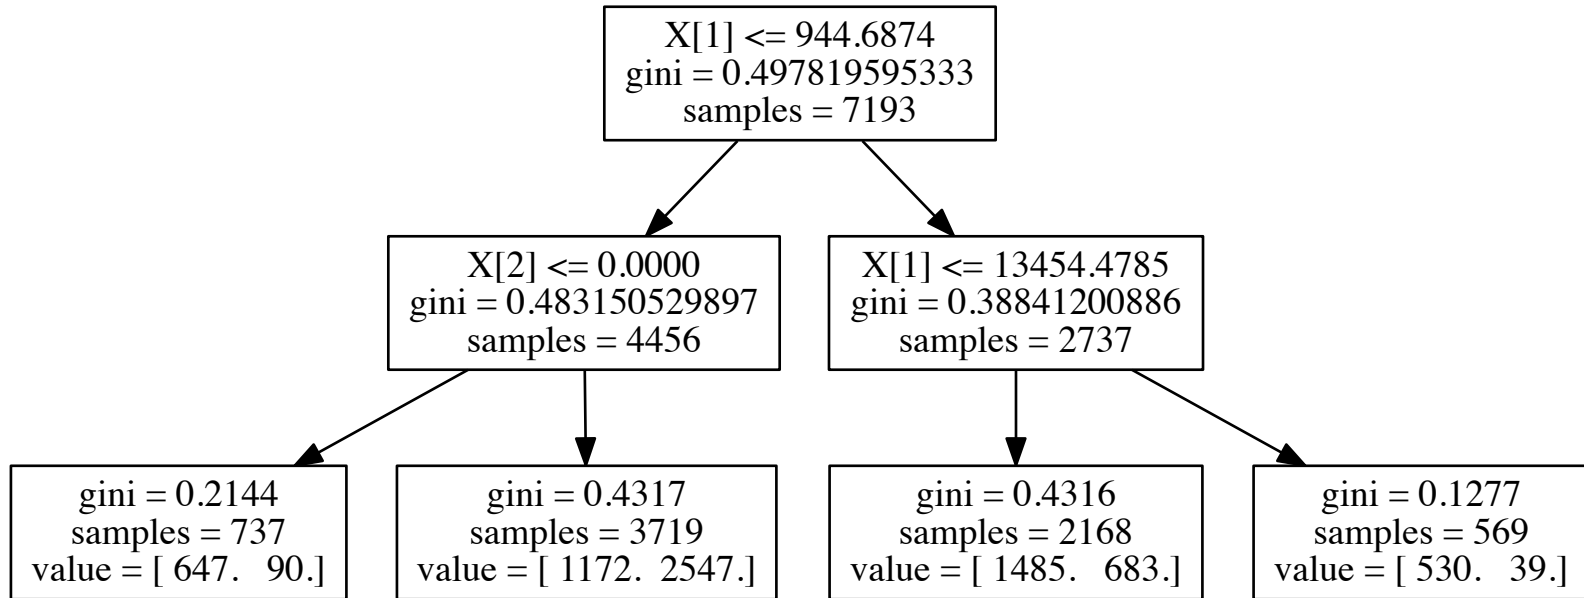 X[1] <= 944.6874
gini = 0.497819595333
samples = 7193
X[2] <= 0.0000
gini = 0.483150529897
samples = 4456
X[1] <= 13454.4785
gini = 0.38841200886
samples = 2737
gini = 0.2144
samples = 737
value = [ 647.   90.]
gini = 0.4317
samples = 3719
value = [ 1172.  2547.]
gini = 0.4316
samples = 2168
value = [ 1485.   683.]
gini = 0.1277
samples = 569
value = [ 530.   39.]